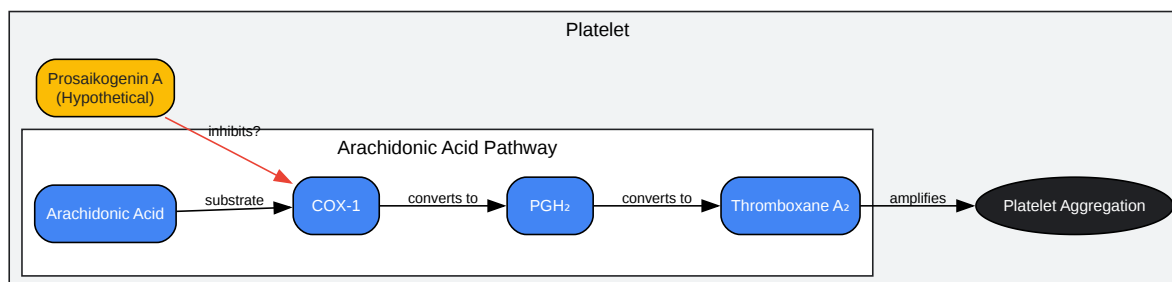 Platelet
Prosaikogenin A
(Hypothetical)
inhibits?
Arachidonic Acid Pathway
Arachidonic Acid
substrate
COX-1
converts to
PGH₂
converts to
Thromboxane A₂
amplifies
Platelet Aggregation